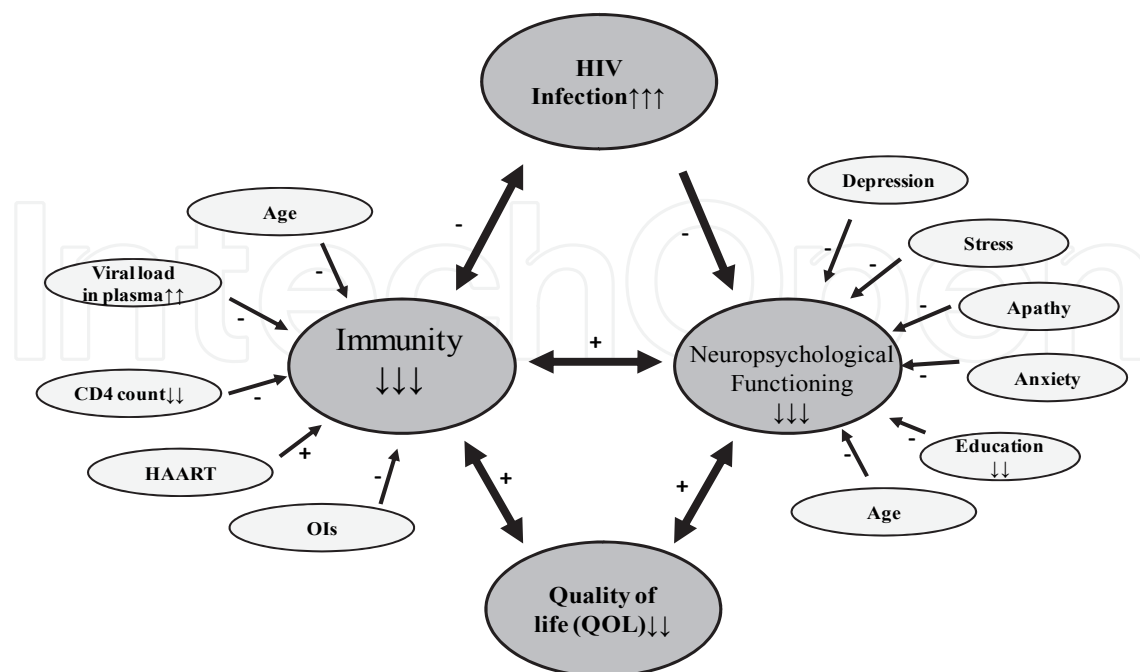 HIV
Infection↑↑↑
Depression
Age
-
-
Stress
-
-
-
Viral load
in plasma↑↑
-
Apathy
-
Immunity
↓↓↓
+
Neuropsychological
Functioning
↓↓↓
Anxiety
-
CD4 count↓↓
-
Education
↓↓
-
HAART
+
-
Age
OIs
-
+
+
Quality of
life (QOL)↓↓
IntechOpen